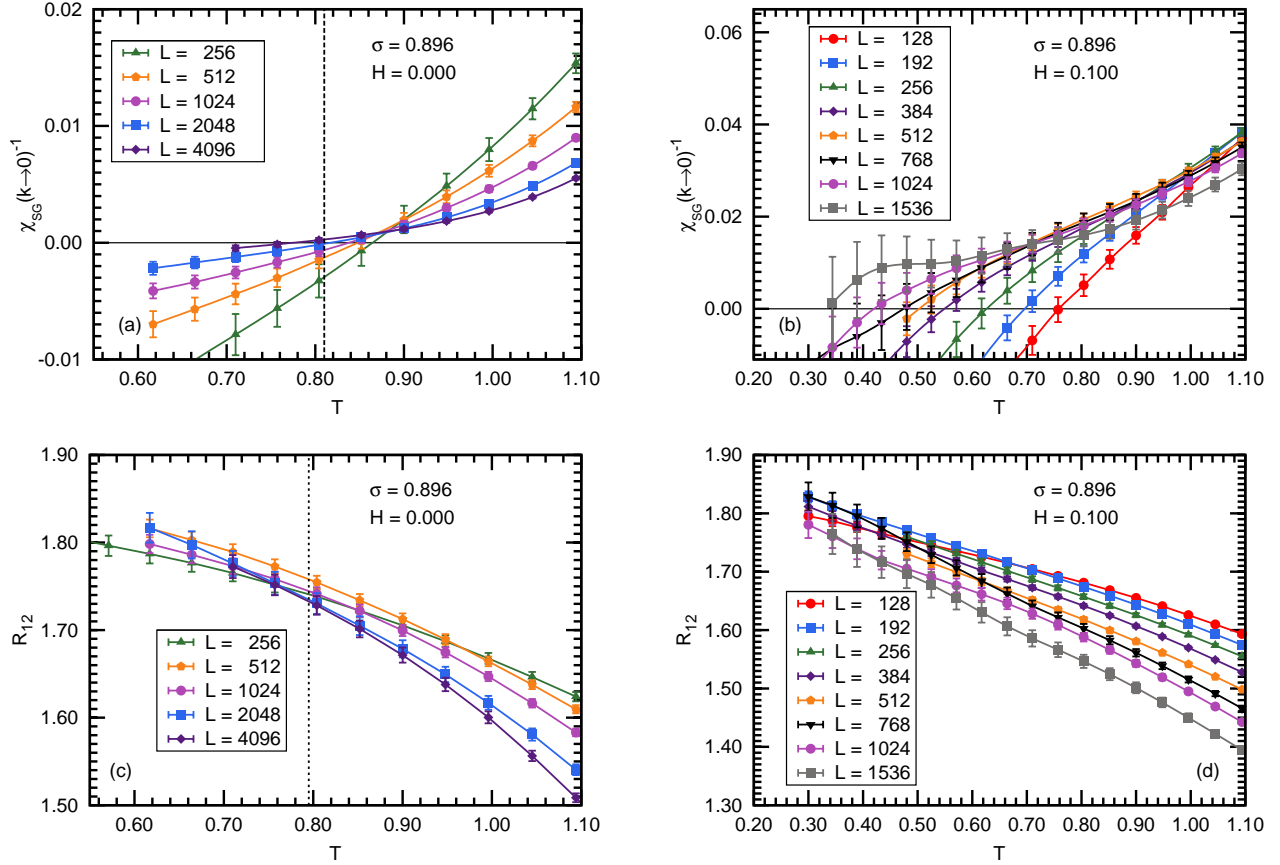 0.02
0.01
0.00
-0.01
χSG(k→0)-1
L = 256
L = 512
L = 1024
L = 2048
L = 4096
σ = 0.896
H = 0.000
(a)
0.60 0.70 0.80 0.90 1.00 1.10
T
0.06
0.04
0.02
0.00
χSG(k→0)-1
L = 128
L = 192
L = 256
L = 384
L = 512
L = 768
L = 1024
L = 1536
σ = 0.896
H = 0.100
(b)
0.20 0.30 0.40 0.50 0.60 0.70 0.80 0.90 1.00 1.10
T
1.90
1.80
1.70
1.60
1.50
R12
σ = 0.896
H = 0.000
L = 256
L = 512
L = 1024
L = 2048
L = 4096
(c)
0.60 0.70 0.80 0.90 1.00 1.10
T
1.90
1.80
1.70
1.60
1.50
1.40
1.30
R12
σ = 0.896
H = 0.100
L = 128
L = 192
L = 256
L = 384
L = 512
L = 768
L = 1024
L = 1536
(d)
0.20 0.30 0.40 0.50 0.60 0.70 0.80 0.90 1.00 1.10
T